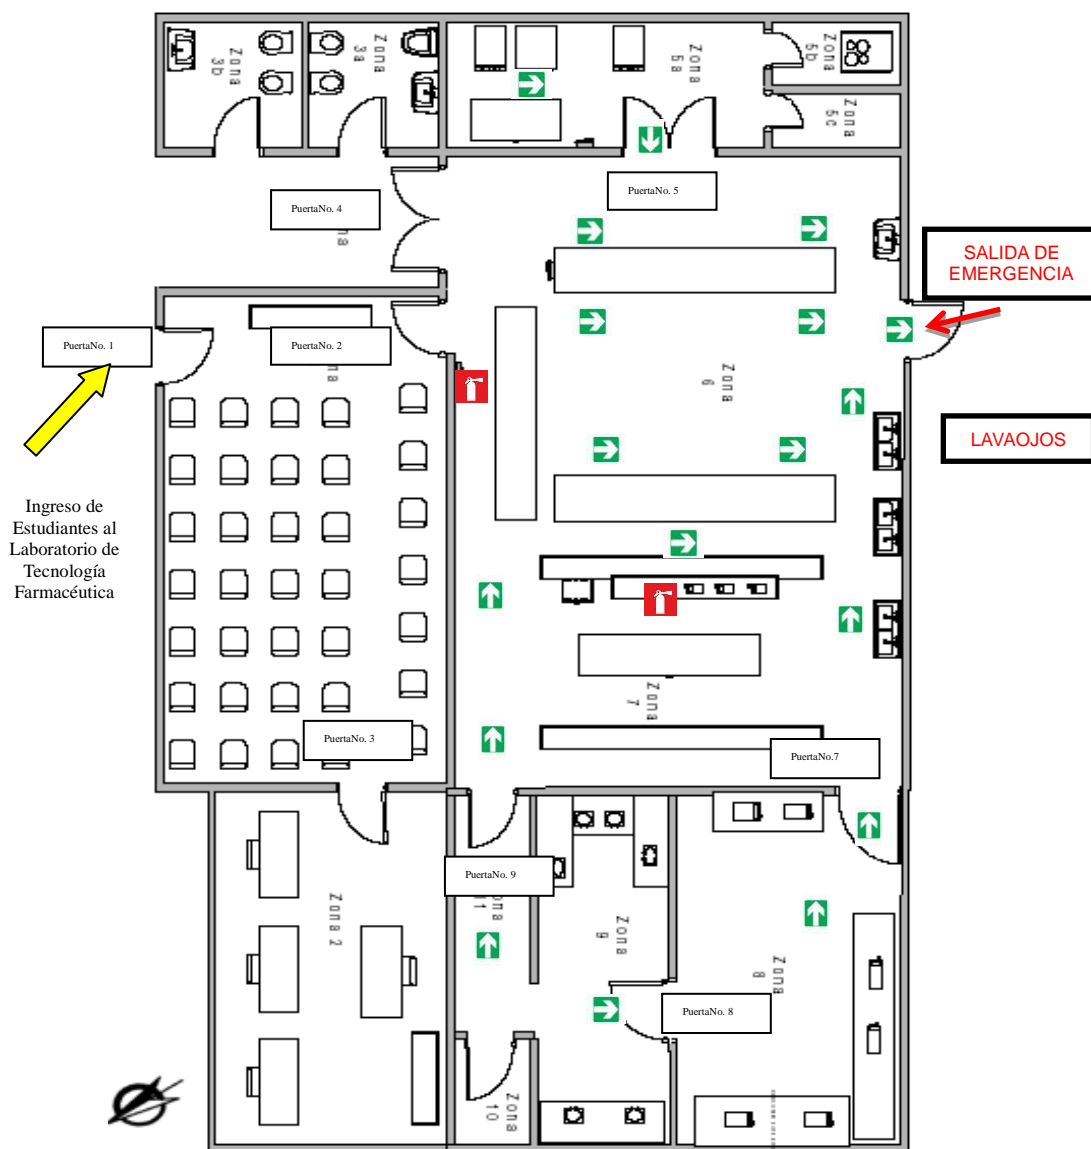 Zona
3b
Zona
3a
Zona
5a
Zona
5b
Zona
5c
PuertaNo. 4
PuertaNo. 5
SALIDA DE
EMERGENCIA
PuertaNo. 1
PuertaNo. 2
Zona
6
LAVAOJOS
Ingreso de
Estudiantes al
Laboratorio de
Tecnología
Farmacéutica
Zona
7
PuertaNo. 3
PuertaNo.7
PuertaNo. 9
Zona 2
11
Zona
9
Zona
8
PuertaNo. 8
Zona
10